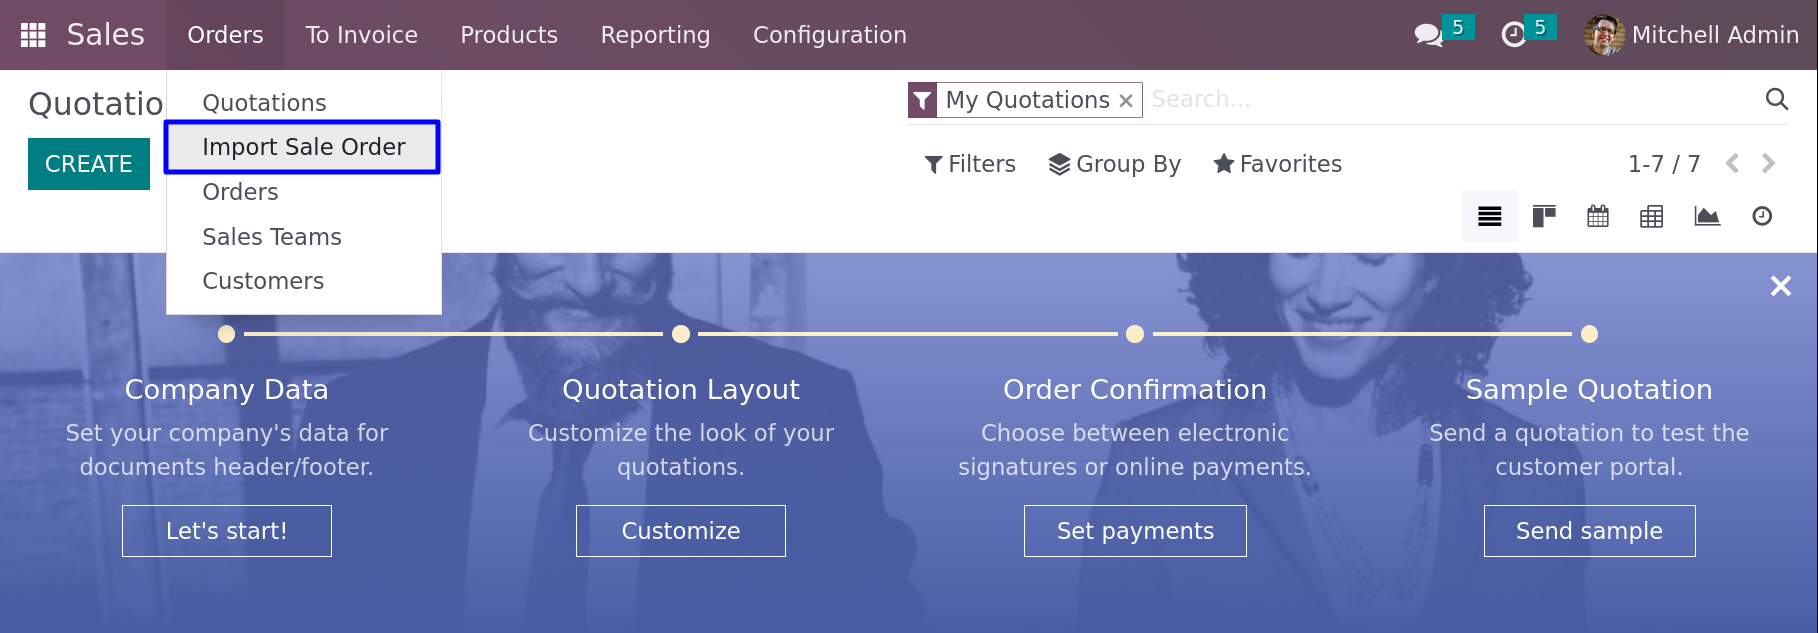 Sales Orders To Invoice Products Reporting Configuration 5 5 Mitchell Admin
Quotatio
My Quotations × Search...
CREATE
Quotations
Import Sale Order
Orders
Sales Teams
Customers
Filters Group By Favorites 1-7 / 7
Company Data
Set your company's data for
documents header/footer.
Let's start!
Quotation Layout
Customize the look of your
quotations.
Customize
Order Confirmation
Choose between electronic
signatures or online payments.
Set payments
Sample Quotation
Send a quotation to test the
customer portal.
Send sample